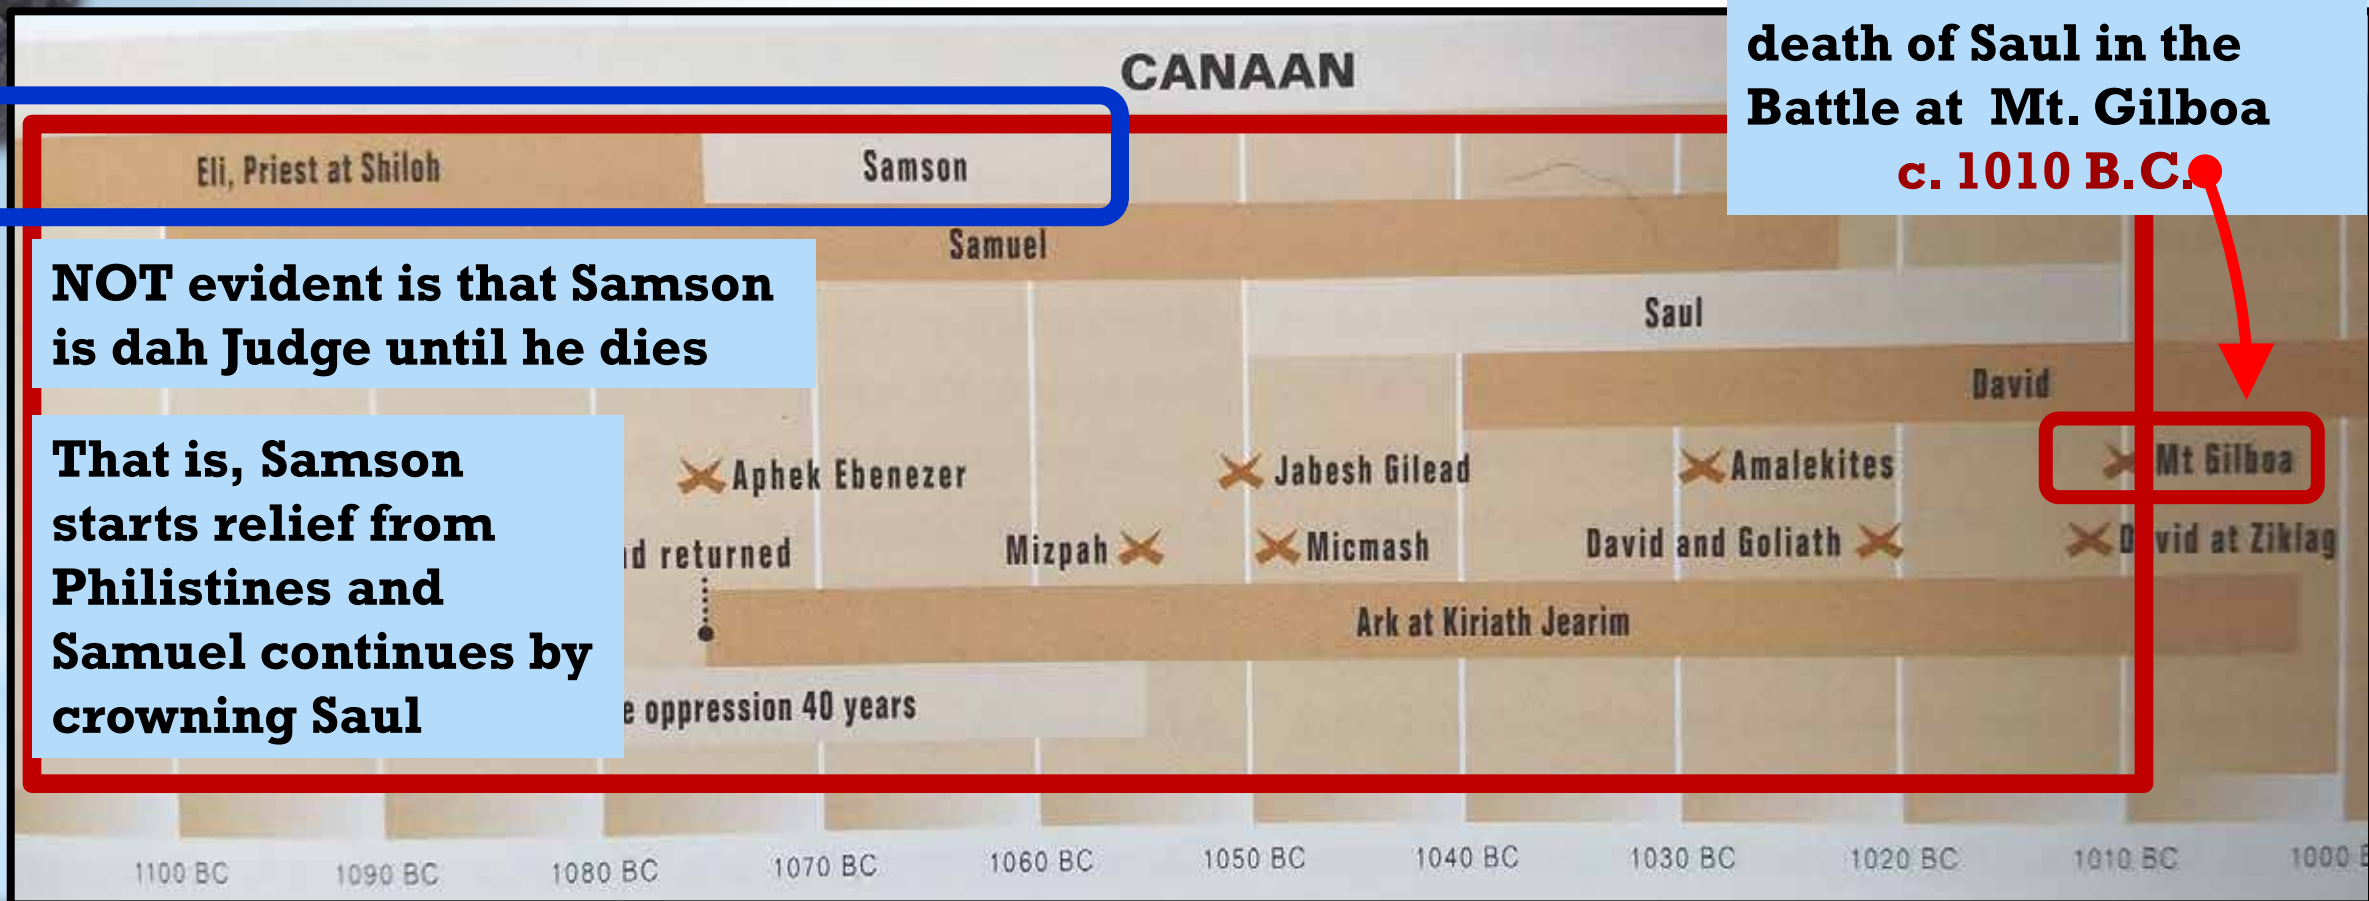 CANAAN
death of Saul in the
Battle at Mt. Gilboa
c. 1010 B.C.
Eli, Priest at Shiloh
Samson
Samuel
NOT evident is that Samson
is dah Judge until he dies
Saul
David
That is, Samson
starts relief from
Philistines and
Samuel continues by
crowning Saul
Aphek Ebenezer
Jabesh Gilead
Amalekites
Mt Gilboa
d returned
Mizpah
Micmash
David and Goliath
David at Ziklag
Ark at Kiriath Jearim
e oppression 40 years
1100 BC
1090 BC
1080 BC
1070 BC
1060 BC
1050 BC
1040 BC
1030 BC
1020 BC
1010 BC
1000 B